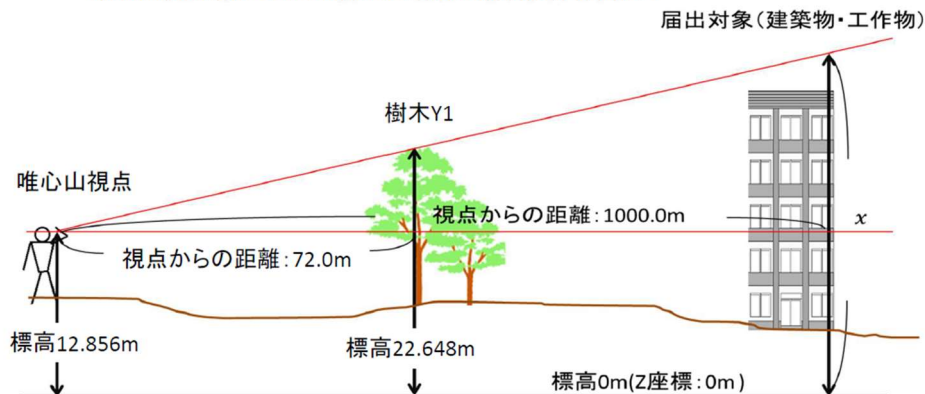 届出対象(建築物・工作物)
樹木Y1
唯心山視点
視点からの距離:1000.0m
x
視点からの距離:72.0m
標高12.856m
標高22.648m
標高0m(Z座標:0m)